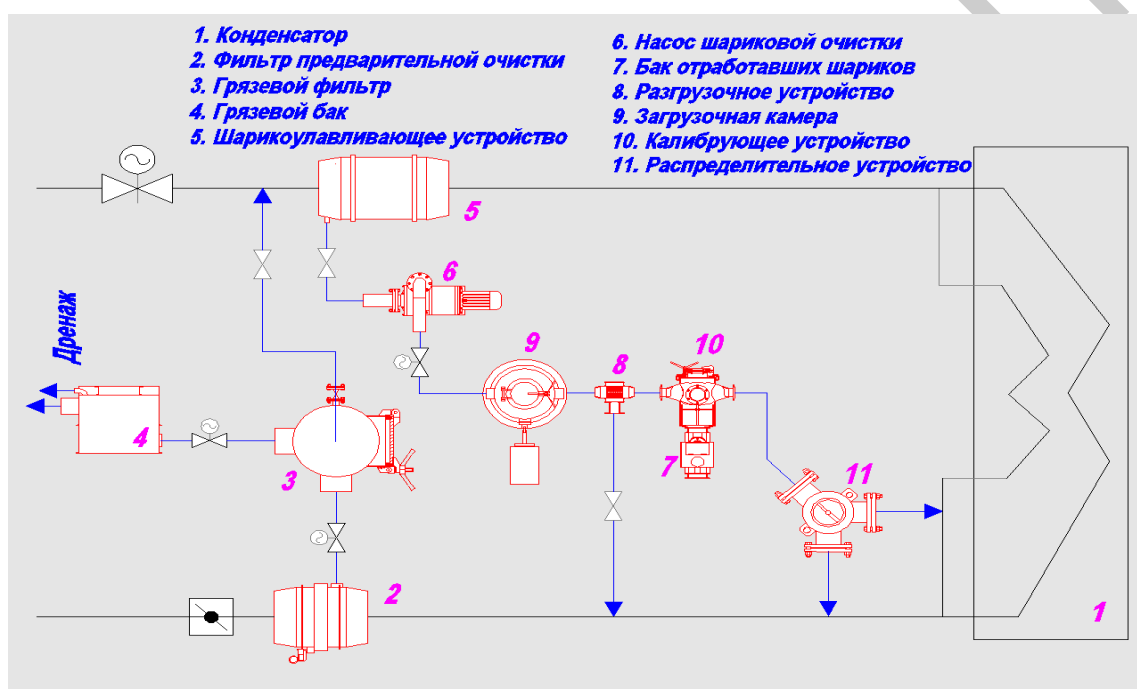 1. Конденсатор
2. Фильтр предварительной очистки
3. Грязевой фильтр
4. Грязевой бак
5. Шарикоулавливающее устройство
6. Насос шариковой очистки
7. Бак отработавших шариков
8. Разгрузочное устройство
9. Загрузочная камера
10. Калибрующее устройство
11. Распределительное устройство
5
6
Дренаж
9
8
10
4
3
7
11
2
1